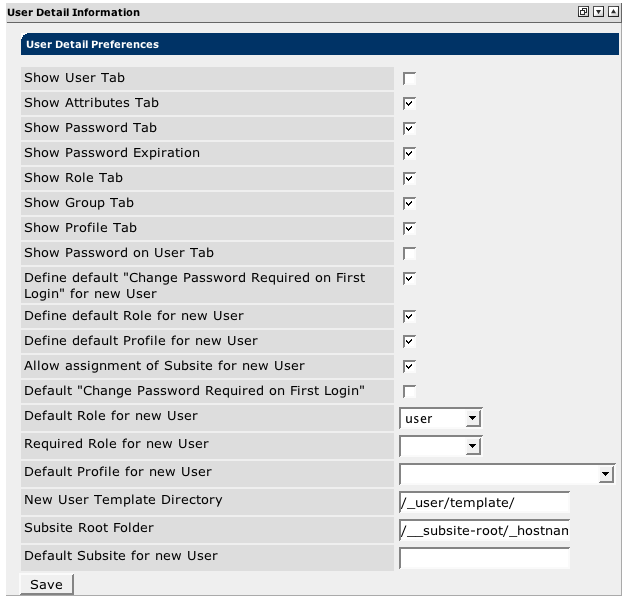 User Detail Information
User Detail Preferences
Show User Tab
Show Attributes Tab
Show Password Tab
Show Password Expiration
Show Role Tab
Show Group Tab
Show Profile Tab
Show Password on User Tab
Define default "Change Password Required on First
Login" for new User
Define default Role for new User
Define default Profile for new User
Allow assignment of Subsite for new User
Default "Change Password Required on First Login"
Default Role for new User
user
Required Role for new User
Default Profile for new User
New User Template Directory
/_user/template/
Subsite Root Folder
/__subsite-root/_hostnan
Default Subsite for new User
Save